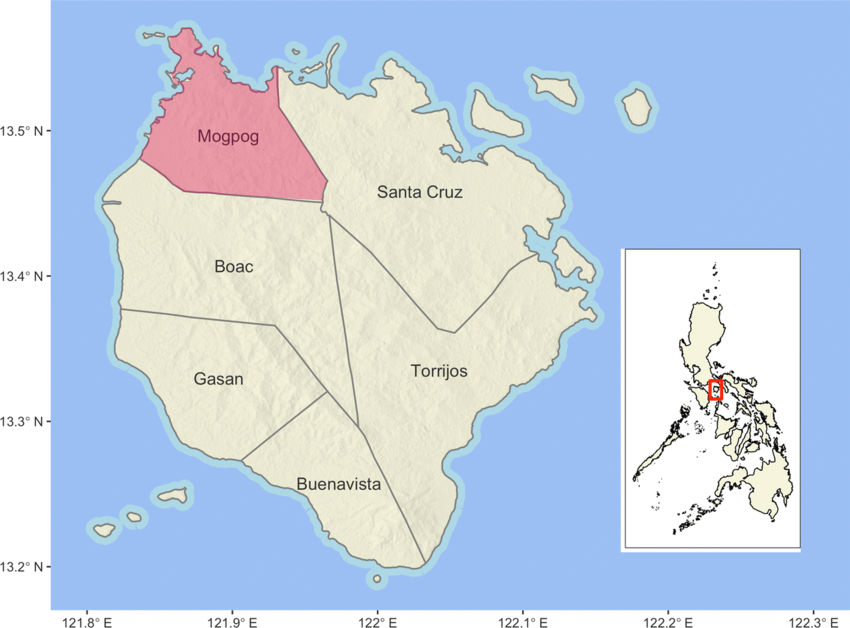 13.5° N
13.4° N
13.3° N
13.2° N
Mogpog
Santa Cruz
Boac
Gasan
Torrijos
Buenavista
121.8° E
121.9° E
122° E
122.1° E
122.2° E
122.3° E